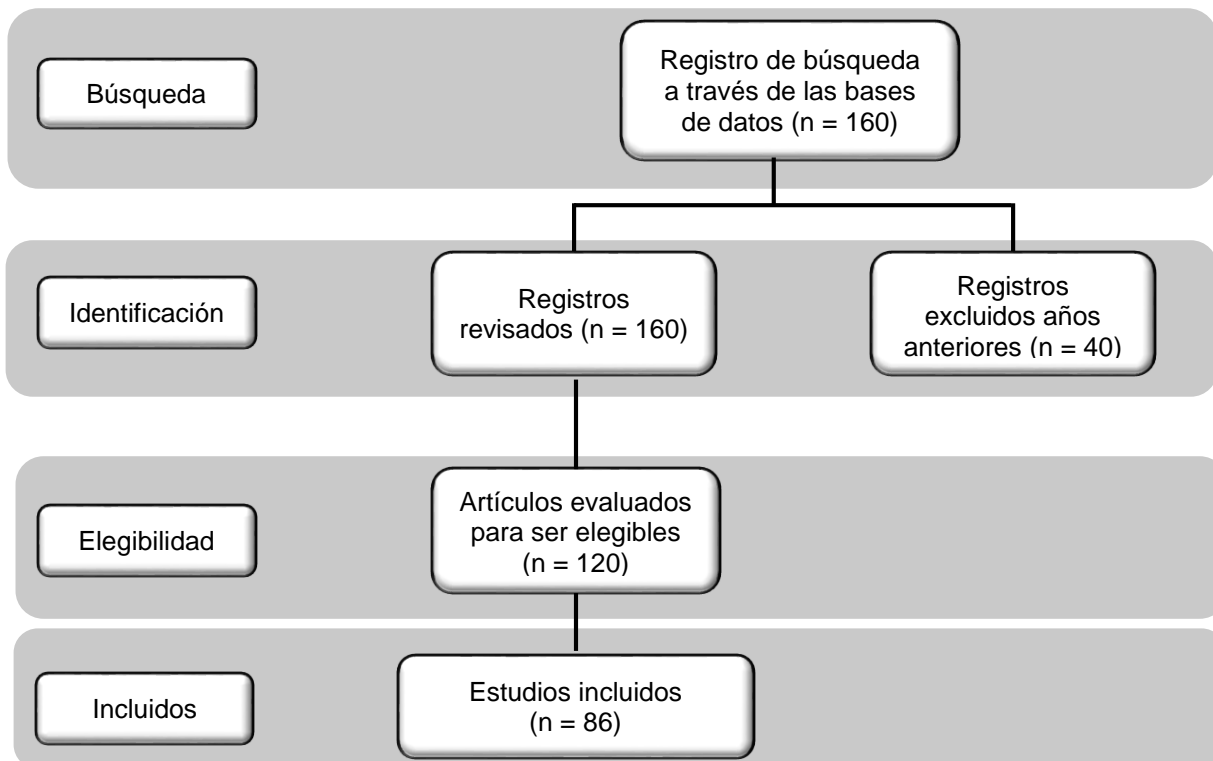 Búsqueda
Registro de búsqueda
a través de las bases
de datos (n = 160)
Identificación
Registros
revisados (n = 160)
Registros
excluidos años
anteriores (n = 40)
Elegibilidad
Artículos evaluados
para ser elegibles
(n = 120)
Incluidos
Estudios incluidos
(n = 86)